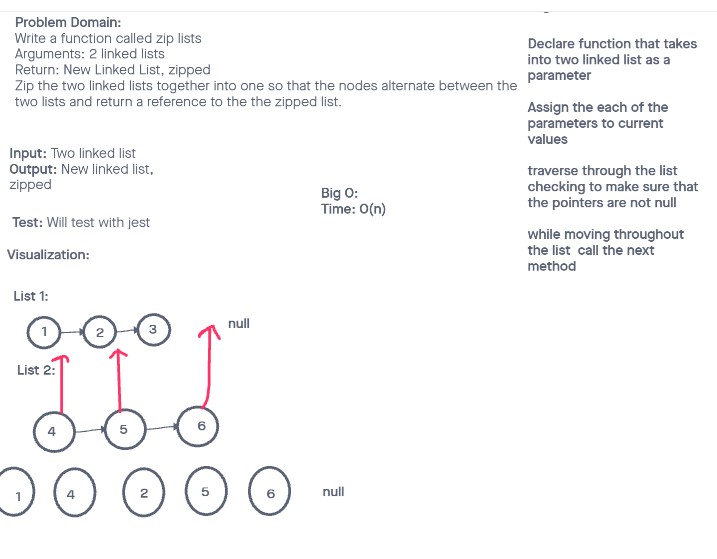 Problem Domain:
Write a function called zip lists
Arguments: 2 linked lists
Return: New Linked List, zipped
Zip the two linked lists together into one so that the nodes alternate between the
two lists and return a reference to the the zipped list.
Input: Two linked list
Output: New linked list,
zipped
Test: Will test with jest
Big O:
Time: O(n)
Visualization:
List 1:
1
2
3
null
List 2:
4
5
6
1
4
2
5
6
null
Declare function that takes
into two linked list as a
parameter
Assign the each of the
parameters to current
values
traverse through the list
checking to make sure that
the pointers are not null
while moving throughout
the list call the next
method